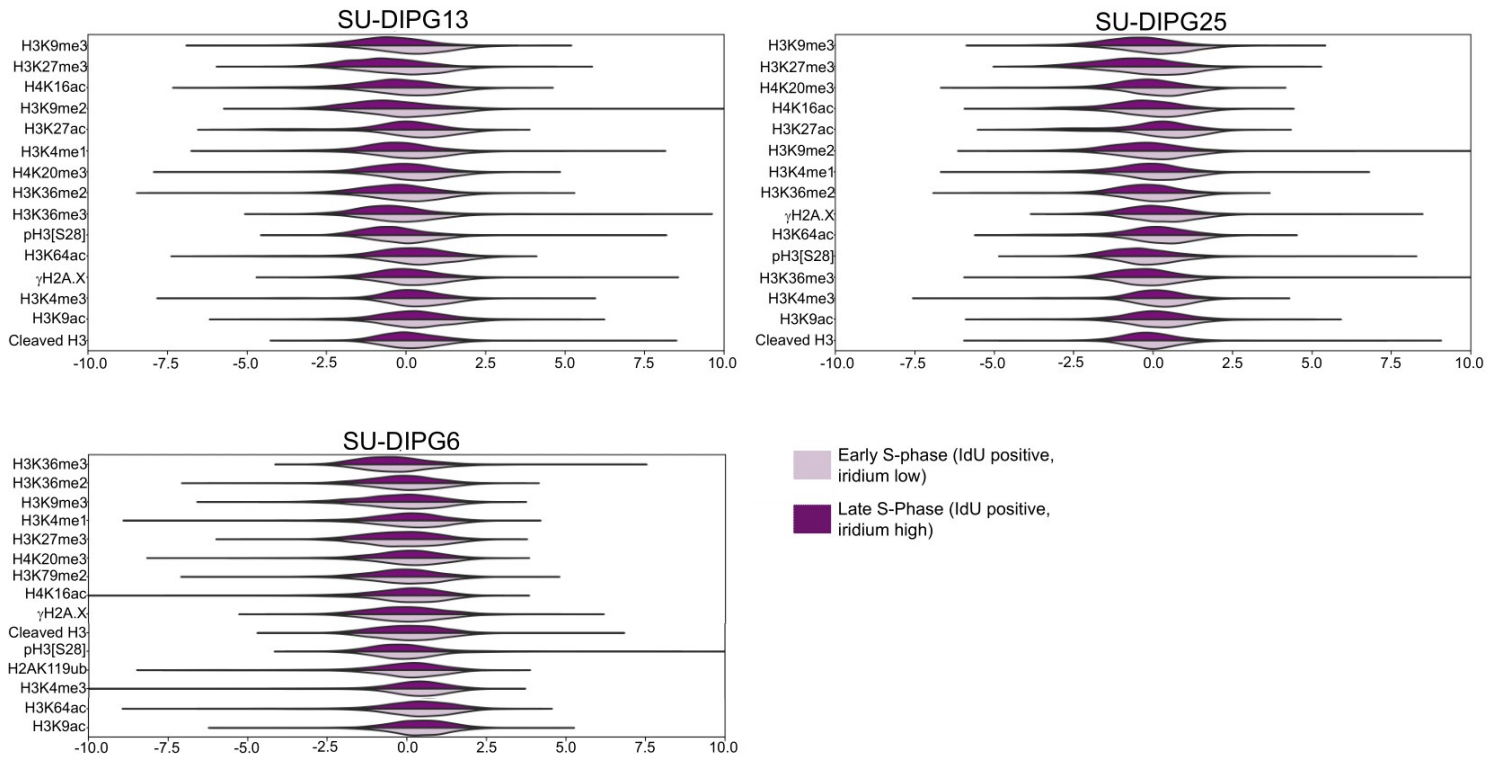 SU-DIPG13
H3K9me3
H3K27me3
H4K16ac
H3K9me2
H3K27ac
H3K4me1
H4K20me3
H3K36me2
H3K36me3
pH3[S28]
H3K64ac
γH2A.X
H3K4me3
H3K9ac
Cleaved H3
-10.0 -7.5 -5.0 -2.5 0.0 2.5 5.0 7.5 10.0
SU-DIPG25
H3K9me3
H3K27me3
H4K20me3
H4K16ac
H3K27ac
H3K9me2
H3K4me1
H3K36me2
γH2A.X
H3K64ac
pH3[S28]
H3K36me3
H3K4me3
H3K9ac
Cleaved H3
-10.0 -7.5 -5.0 -2.5 0.0 2.5 5.0 7.5 10.0
SU-DIPG6
H3K36me3
H3K36me2
H3K9me3
H3K4me1
H3K27me3
H4K20me3
H3K79me2
H4K16ac
γH2A.X
Cleaved H3
pH3[S28]
H2AK119ub
H3K4me3
H3K64ac
H3K9ac
-10.0 -7.5 -5.0 -2.5 0.0 2.5 5.0 7.5 10.0
Early S-phase (IdU positive,
iridium low)
Late S-Phase (IdU positive,
iridium high)